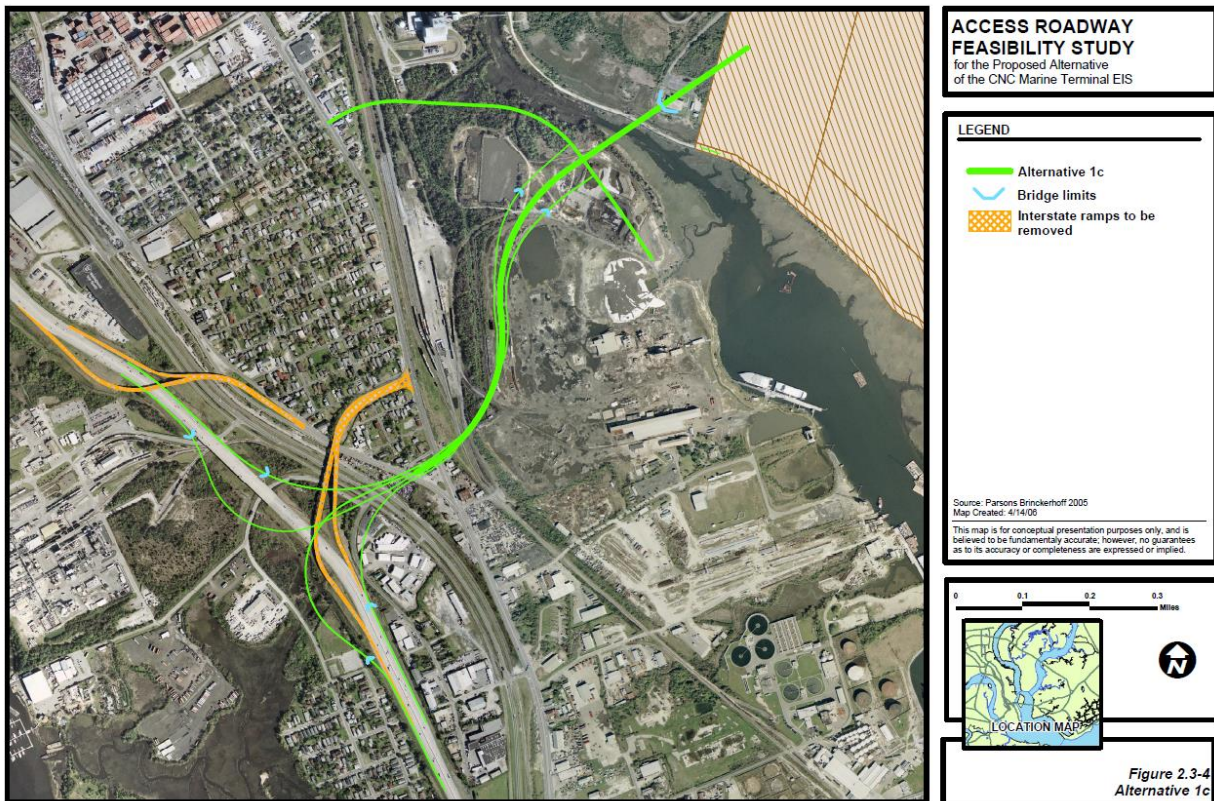 ACCESS ROADWAY
FEASIBILITY STUDY
for the Proposed Alternative
of the CNC Marine Terminal EIS
LEGEND
Alternative 1c
Bridge limits
Interstate ramps to be
removed
Source: Parsons Brinckerhoff 2005
Map Created: 4/14/06
This map is for conceptual presentation purposes only, and is
believed to be fundamentaly accurate; however, no guarantees
as to its accuracy or completeness are expressed or implied.
0 0.1 0.2 0.3
Miles
N
LOCATION MAP
Figure 2.3-4
Alternative 1c